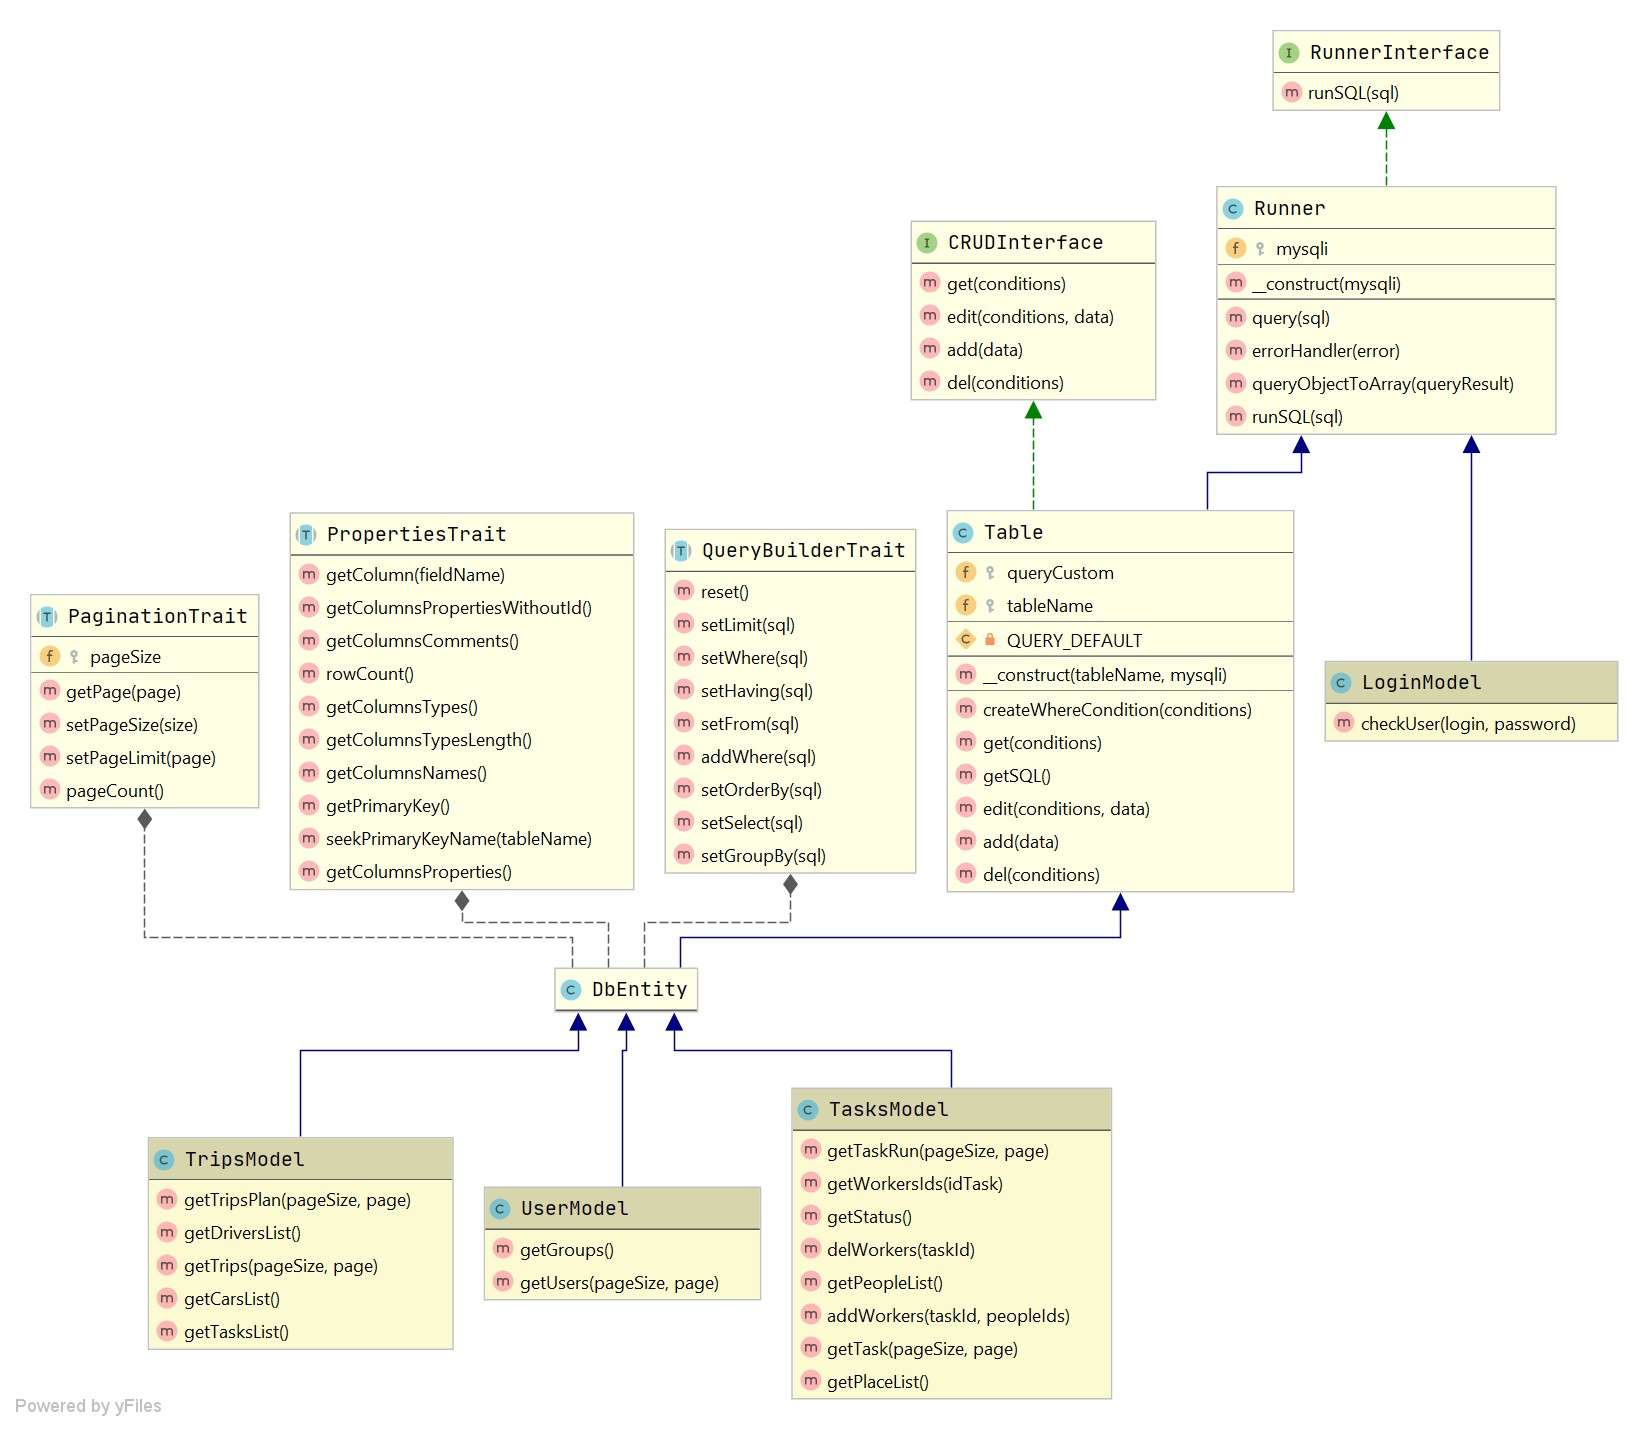 RunnerInterface
runSQL(sql)
Runner
mysqli
__construct(mysqli)
query(sql)
errorHandler(error)
queryObjectToArray(queryResult)
runSQL(sql)
CRUDInterface
get(conditions)
edit(conditions, data)
add(data)
del(conditions)
PaginationTrait
pageSize
getPage(page)
setPageSize(size)
setPageLimit(page)
pageCount()
PropertiesTrait
getColumn(fieldName)
getColumnsPropertiesWithoutId()
getColumnsComments()
rowCount()
getColumnsTypes()
getColumnsTypesLength()
getColumnsNames()
getPrimaryKey()
seekPrimaryKeyName(tableName)
getColumnsProperties()
QueryBuilderTrait
reset()
setLimit(sql)
setWhere(sql)
setHaving(sql)
setFrom(sql)
addWhere(sql)
setOrderBy(sql)
setSelect(sql)
setGroupBy(sql)
Table
queryCustom
tableName
QUERY_DEFAULT
__construct(tableName, mysqli)
createWhereCondition(conditions)
get(conditions)
getSQL()
edit(conditions, data)
add(data)
del(conditions)
LoginModel
checkUser(login, password)
DbEntity
TripsModel
getTripsPlan(pageSize, page)
getDriversList()
getTrips(pageSize, page)
getCarsList()
getTasksList()
UserModel
getGroups()
getUsers(pageSize, page)
TasksModel
getTaskRun(pageSize, page)
getWorkersIds(idTask)
getStatus()
delWorkers(taskId)
getPeopleList()
addWorkers(taskId, peopleIds)
getTask(pageSize, page)
getPlaceList()
Powered by yFiles